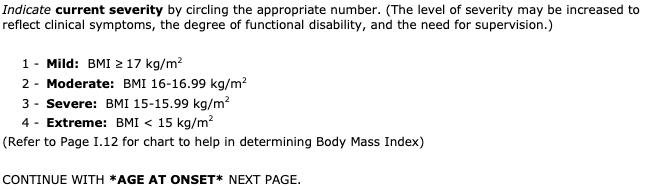 Indicate current severity by circling the appropriate number. (The level of severity may be increased to
reflect clinical symptoms, the degree of functional disability, and the need for supervision.)
1 - Mild: BMI ≥ 17 kg/m²
2 - Moderate: BMI 16-16.99 kg/m²
3 - Severe: BMI 15-15.99 kg/m²
4 - Extreme: BMI < 15 kg/m²
(Refer to Page I.12 for chart to help in determining Body Mass Index)
CONTINUE WITH *AGE AT ONSET* NEXT PAGE.